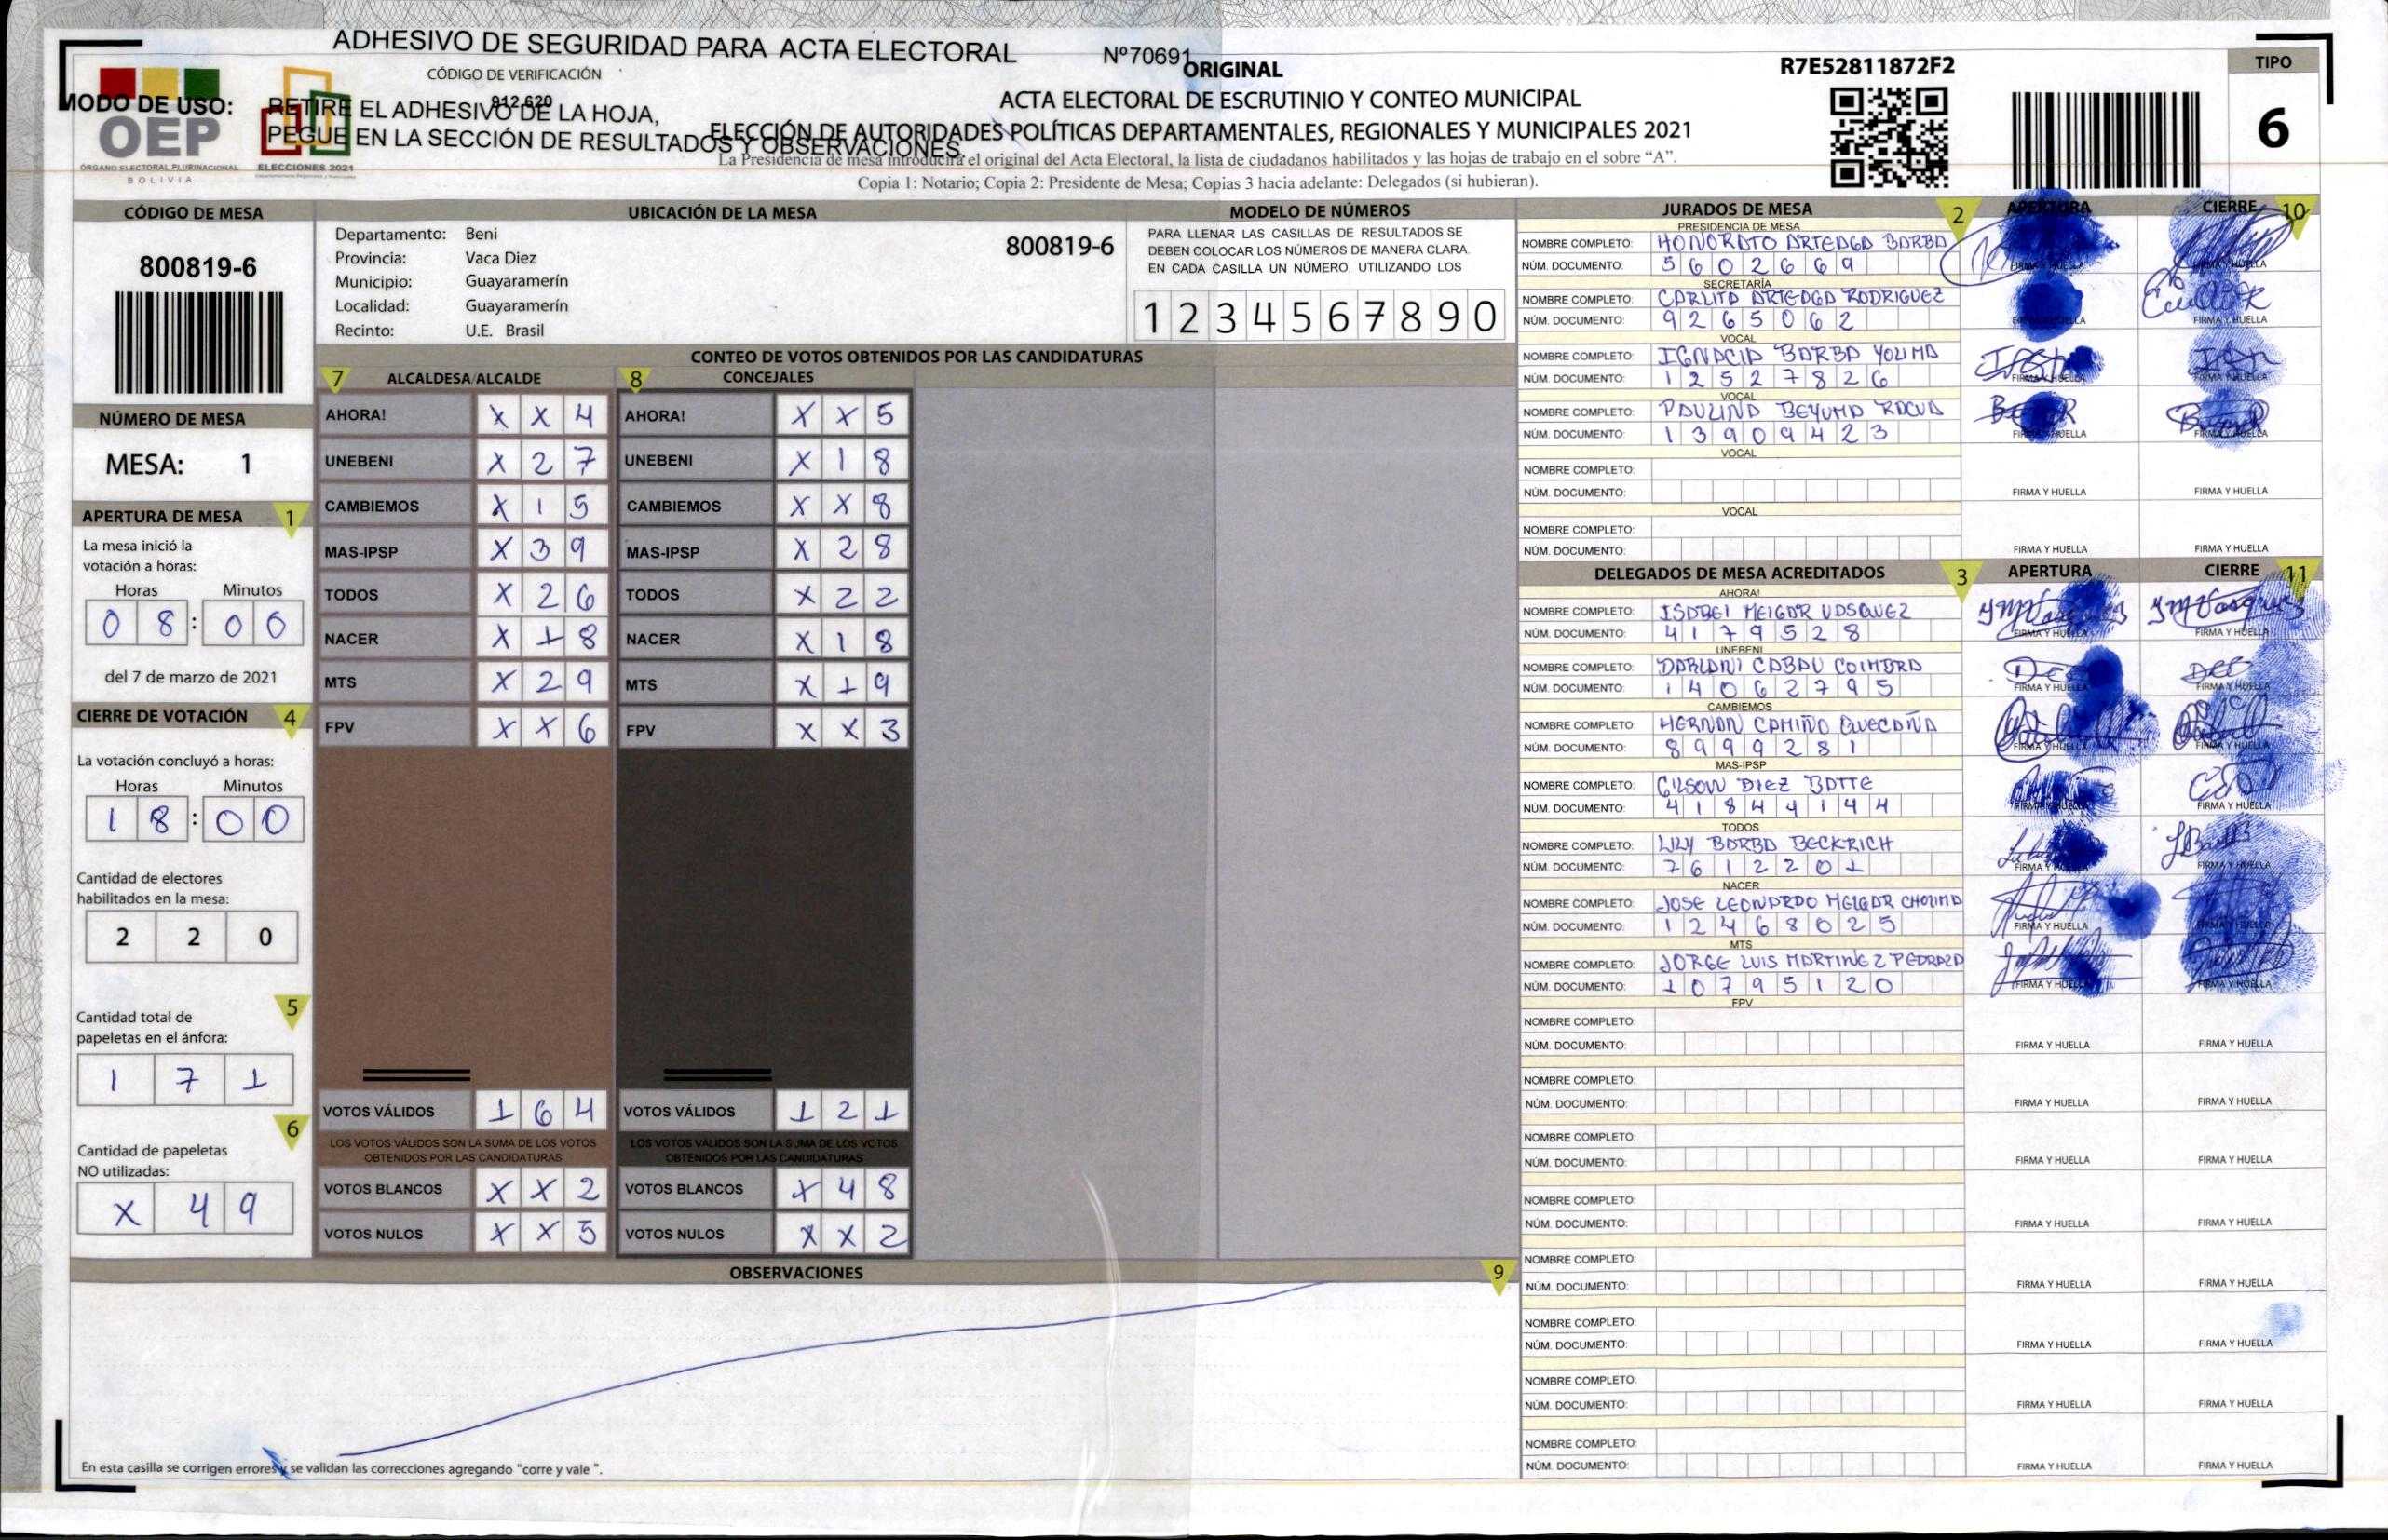 ADHESIVO DE SEGURIDAD PARA ACTA ELECTORAL
Nº70691
CÓDIGO DE VERIFICACIÓN
912,620
MODO DE USO:
RETIRE EL ADHESIVO DE LA HOJA,
PEGUE EN LA SECCIÓN DE RESULTADOS Y OBSERVACIONES
OEP
ÓRGANO ELECTORAL PLURINACIONAL
BOLIVIA
ELECCIONES 2021
ORIGINAL
ACTA ELECTORAL DE ESCRUTINIO Y CONTEO MUNICIPAL
ELECCIÓN DE AUTORIDADES POLÍTICAS DEPARTAMENTALES, REGIONALES Y MUNICIPALES 2021
La Presidencia de mesa introducirá el original del Acta Electoral, la lista de ciudadanos habilitados y las hojas de trabajo en el sobre “A”.
Copia 1: Notario; Copia 2: Presidente de Mesa; Copias 3 hacia adelante: Delegados (si hubieran).
R7E52811872F2
TIPO
6
CÓDIGO DE MESA
800819-6
NÚMERO DE MESA
MESA: 1
APERTURA DE MESA 1
La mesa inició la
votación a horas:
Horas Minutos
0 8 : 0 6
del 7 de marzo de 2021
CIERRE DE VOTACIÓN 4
La votación concluyó a horas:
Horas Minutos
1 8 : 0 0
Cantidad de electores
habilitados en la mesa:
2 2 0
5
Cantidad total de
papeletas en el ánfora:
1 7 1
6
Cantidad de papeletas
NO utilizadas:
X 4 9
UBICACIÓN DE LA MESA
Departamento: Beni
Provincia: Vaca Diez
Municipio: Guayaramerín
Localidad: Guayaramerín
Recinto: U.E. Brasil
800819-6
MODELO DE NÚMEROS
PARA LLENAR LAS CASILLAS DE RESULTADOS SE
DEBEN COLOCAR LOS NÚMEROS DE MANERA CLARA.
EN CADA CASILLA UN NÚMERO, UTILIZANDO LOS
1 2 3 4 5 6 7 8 9 0
CONTEO DE VOTOS OBTENIDOS POR LAS CANDIDATURAS
7 ALCALDESA/ALCALDE
AHORA! X X 4
UNEBENI X 2 7
CAMBIEMOS X 1 5
MAS-IPSP X 3 9
TODOS X 2 6
NACER X 1 8
MTS X 2 9
FPV X X 6
VOTOS VÁLIDOS 1 6 4
LOS VOTOS VÁLIDOS SON LA SUMA DE LOS VOTOS
OBTENIDOS POR LAS CANDIDATURAS
VOTOS BLANCOS X X 2
VOTOS NULOS X X 5
8 CONCEJALES
AHORA! X X 5
UNEBENI X 1 8
CAMBIEMOS X X 8
MAS-IPSP X 2 8
TODOS X 2 2
NACER X 1 8
MTS X 1 9
FPV X X 3
VOTOS VÁLIDOS 1 2 1
LOS VOTOS VÁLIDOS SON LA SUMA DE LOS VOTOS
OBTENIDOS POR LAS CANDIDATURAS
VOTOS BLANCOS X 4 8
VOTOS NULOS X X 2
OBSERVACIONES 9
En esta casilla se corrigen errores y se validan las correcciones agregando “corre y vale ”.
JURADOS DE MESA 2 APERTURA CIERRE 10
PRESIDENCIA DE MESA
NOMBRE COMPLETO: HONORATO ARTEAGA BARBA
NÚM. DOCUMENTO: 5 6 0 2 6 6 9 FIRMA Y HUELLA FIRMA Y HUELLA
SECRETARÍA
NOMBRE COMPLETO: CARLITA ARTEAGA RODRIGUEZ
NÚM. DOCUMENTO: 9 2 6 5 0 6 2 FIRMA Y HUELLA FIRMA Y HUELLA
VOCAL
NOMBRE COMPLETO: IGNACIA BARBA YOUMA
NÚM. DOCUMENTO: 1 2 5 2 7 8 2 6 FIRMA Y HUELLA FIRMA Y HUELLA
VOCAL
NOMBRE COMPLETO: PAULINA BEYUMA RACUA
NÚM. DOCUMENTO: 1 3 9 0 9 4 2 3 FIRMA Y HUELLA FIRMA Y HUELLA
VOCAL
NOMBRE COMPLETO:
NÚM. DOCUMENTO: FIRMA Y HUELLA FIRMA Y HUELLA
VOCAL
NOMBRE COMPLETO:
NÚM. DOCUMENTO: FIRMA Y HUELLA FIRMA Y HUELLA
DELEGADOS DE MESA ACREDITADOS 3 APERTURA CIERRE 11
AHORA!
NOMBRE COMPLETO: ISABEL MELGAR VASQUEZ
NÚM. DOCUMENTO: 4 1 7 9 5 2 8 FIRMA Y HUELLA FIRMA Y HUELLA
UNEBENI
NOMBRE COMPLETO: DARLANI CABAU COIMBRA
NÚM. DOCUMENTO: 1 4 0 6 2 7 9 5 FIRMA Y HUELLA FIRMA Y HUELLA
CAMBIEMOS
NOMBRE COMPLETO: HERNAN CAMIÑO QUECAÑA
NÚM. DOCUMENTO: 8 9 9 9 2 8 1 FIRMA Y HUELLA FIRMA Y HUELLA
MAS-IPSP
NOMBRE COMPLETO: GILSON DIEZ BATTE
NÚM. DOCUMENTO: 4 1 8 4 4 1 4 4 FIRMA Y HUELLA FIRMA Y HUELLA
TODOS
NOMBRE COMPLETO: LILY BARBA BECKRICH
NÚM. DOCUMENTO: 7 6 1 2 2 0 1 FIRMA Y HUELLA FIRMA Y HUELLA
NACER
NOMBRE COMPLETO: JOSE LEONARDO MELGAR CHOLIMA
NÚM. DOCUMENTO: 1 2 4 6 8 0 2 5 FIRMA Y HUELLA FIRMA Y HUELLA
MTS
NOMBRE COMPLETO: JORGE LUIS MARTINEZ PEDRAZA
NÚM. DOCUMENTO: 1 0 7 9 5 1 2 0 FIRMA Y HUELLA FIRMA Y HUELLA
FPV
NOMBRE COMPLETO:
NÚM. DOCUMENTO: FIRMA Y HUELLA FIRMA Y HUELLA
NOMBRE COMPLETO:
NÚM. DOCUMENTO: FIRMA Y HUELLA FIRMA Y HUELLA
NOMBRE COMPLETO:
NÚM. DOCUMENTO: FIRMA Y HUELLA FIRMA Y HUELLA
NOMBRE COMPLETO:
NÚM. DOCUMENTO: FIRMA Y HUELLA FIRMA Y HUELLA
NOMBRE COMPLETO:
NÚM. DOCUMENTO: FIRMA Y HUELLA FIRMA Y HUELLA
NOMBRE COMPLETO:
NÚM. DOCUMENTO: FIRMA Y HUELLA FIRMA Y HUELLA
NOMBRE COMPLETO:
NÚM. DOCUMENTO: FIRMA Y HUELLA FIRMA Y HUELLA
NOMBRE COMPLETO:
NÚM. DOCUMENTO: FIRMA Y HUELLA FIRMA Y HUELLA